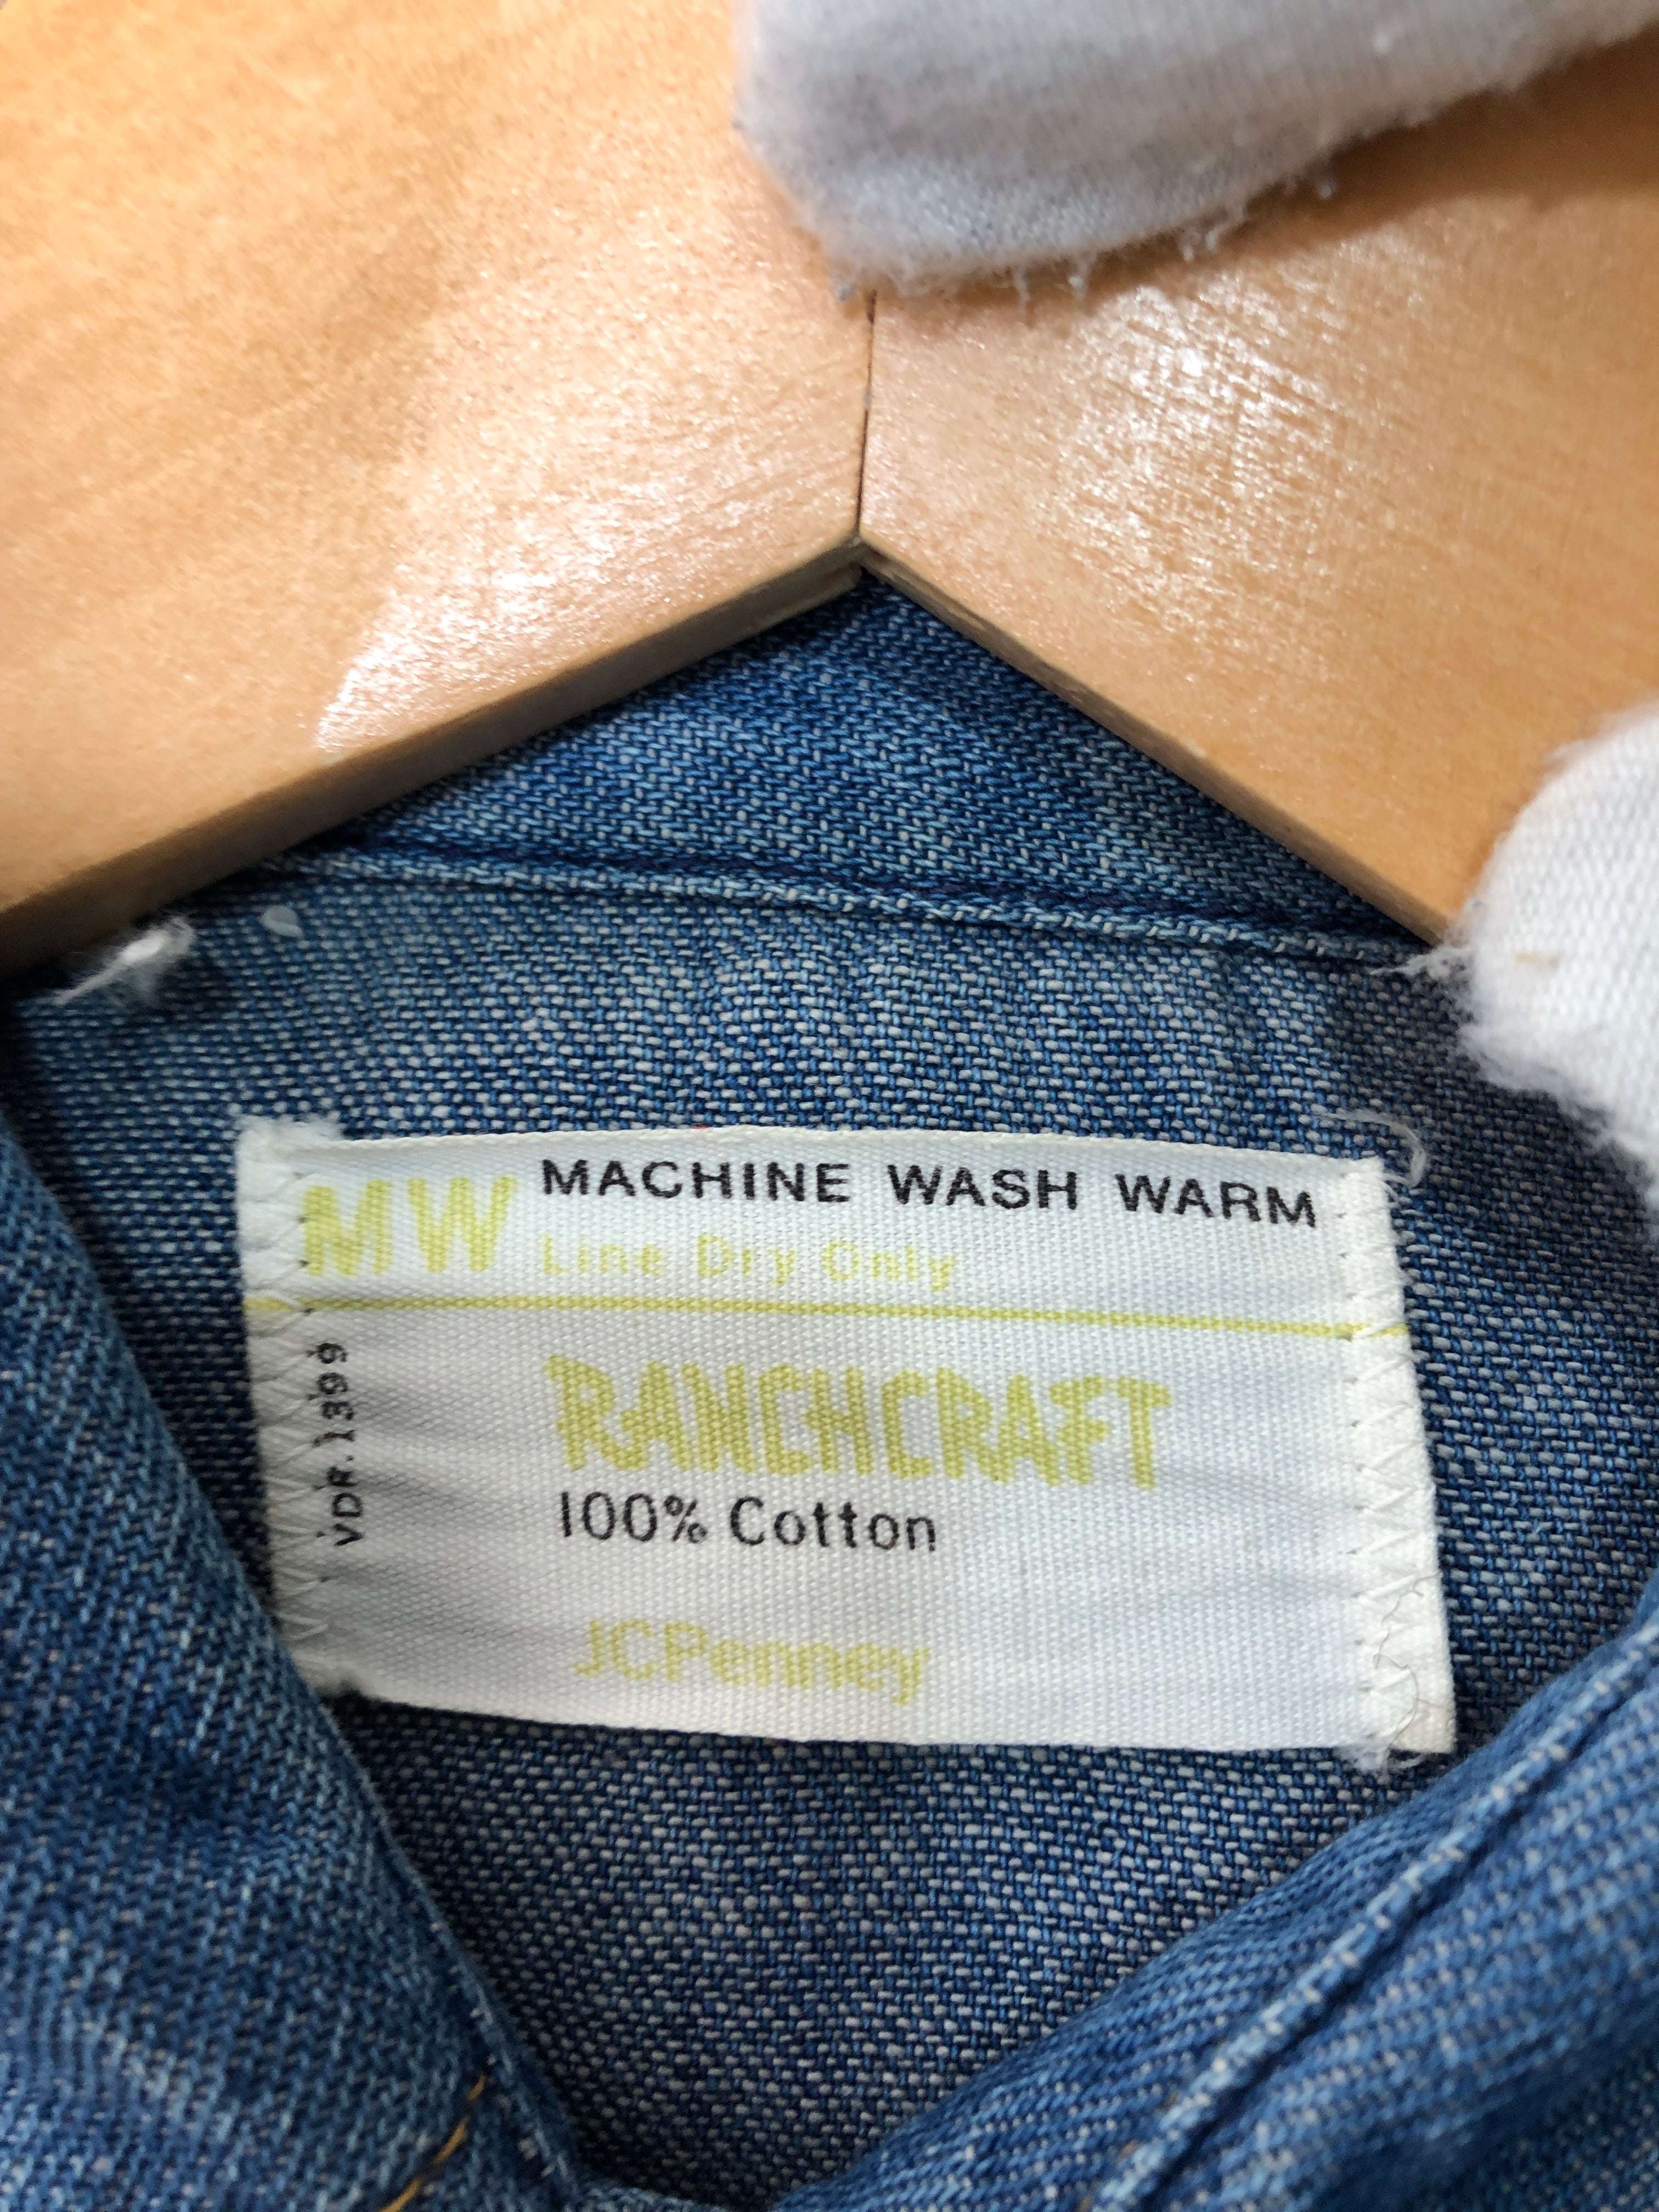 MW MACHINE WASH WARM
Line Dry Only
VDR. 1399
RANCHCRAFT
100% Cotton
JCPenney